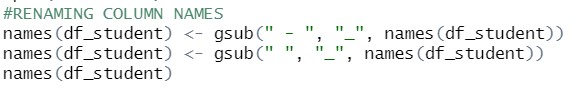 #RENAMING COLUMN NAMES
names(df_student) <- gsub(" - ", "_", names(df_student))
names(df_student) <- gsub(" ", "_", names(df_student))
names(df_student)